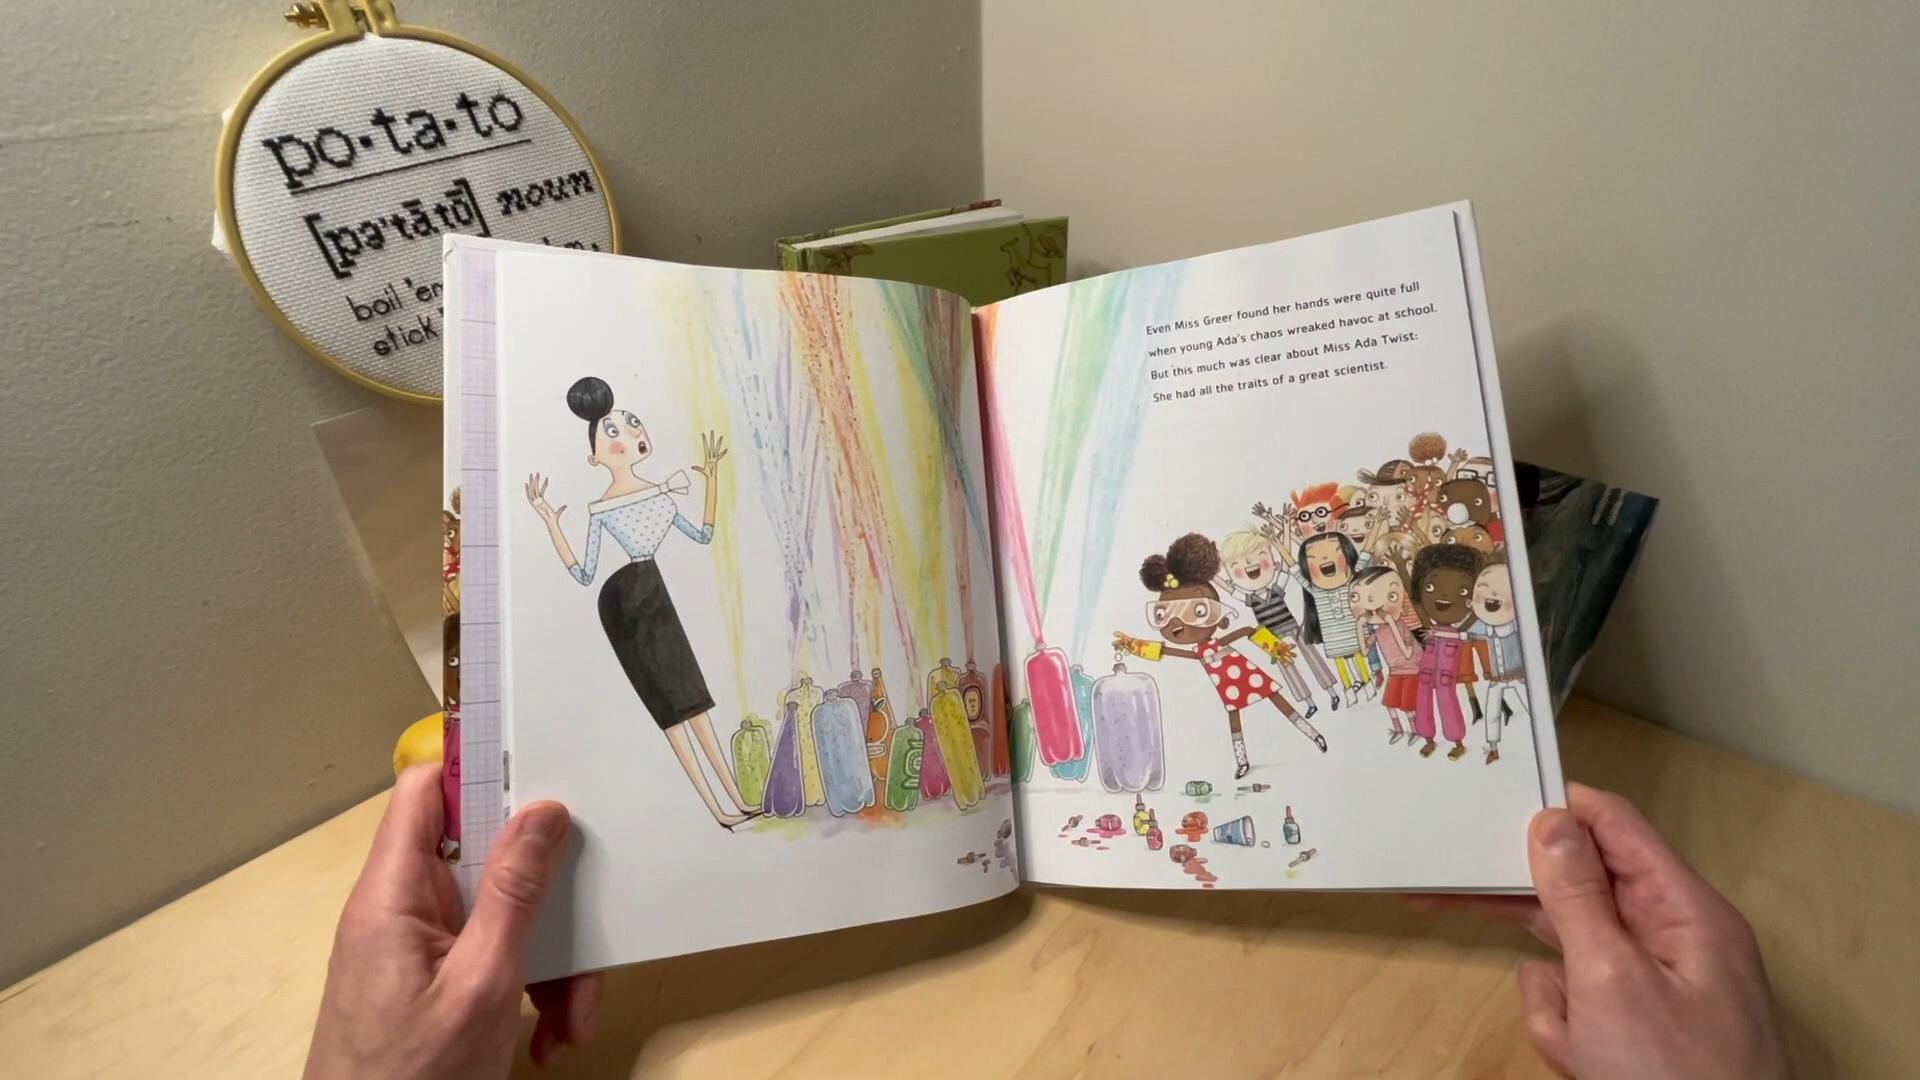 po·ta·to
[pə'tātō] noun
boil 'em
stick
Even Miss Greer found her hands were quite full
when young Ada's chaos wreaked havoc at school.
But this much was clear about Miss Ada Twist:
She had all the traits of a great scientist.